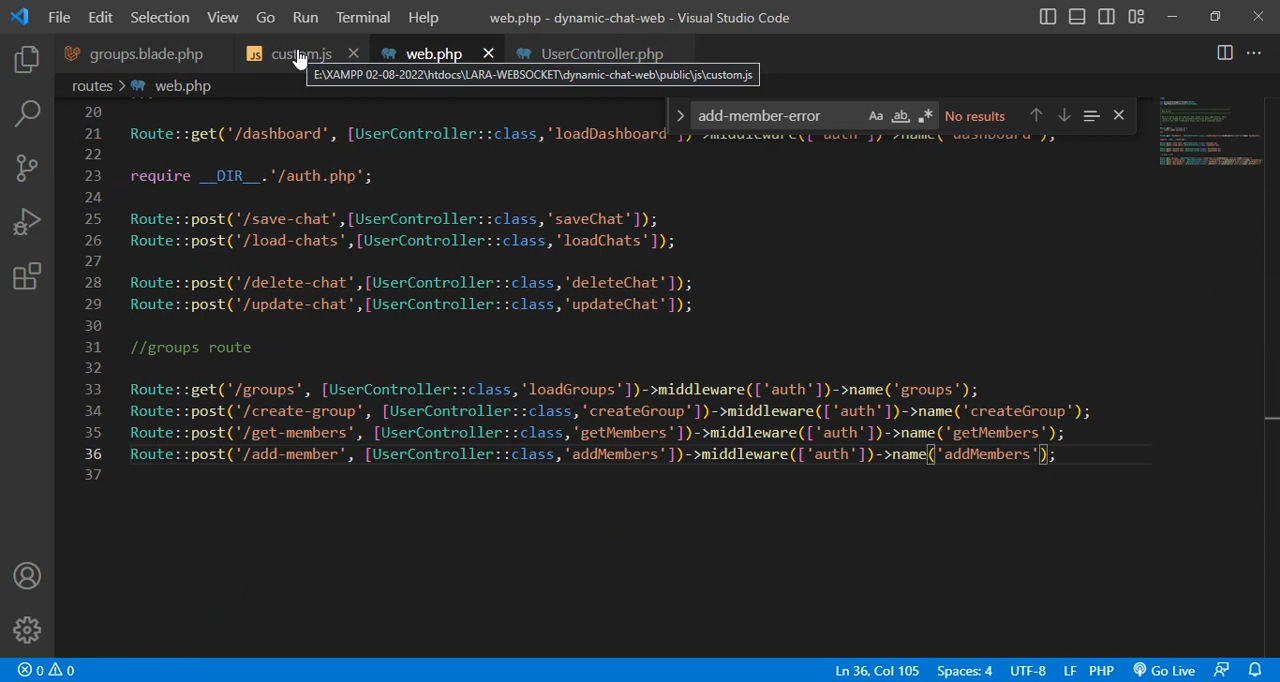 File Edit Selection View Go Run Terminal Help web.php - dynamic-chat-web - Visual Studio Code
groups.blade.php JS custom.js web.php UserController.php
E:\XAMPP 02-08-2022\htdocs\LARA-WEBSOCKET\dynamic-chat-web\public\js\custom.js
routes > web.php
add-member-error Aa ab No results
20
21 Route::get('/dashboard', [UserController::class,'loadDashboard
22
23 require __DIR__.'/auth.php';
24
25 Route::post('/save-chat',[UserController::class,'saveChat']);
26 Route::post('/load-chats',[UserController::class,'loadChats']);
27
28 Route::post('/delete-chat',[UserController::class,'deleteChat']);
29 Route::post('/update-chat',[UserController::class,'updateChat']);
30
31 //groups route
32
33 Route::get('/groups', [UserController::class,'loadGroups'])->middleware(['auth'])->name('groups');
34 Route::post('/create-group', [UserController::class,'createGroup'])->middleware(['auth'])->name('createGroup');
35 Route::post('/get-members', [UserController::class,'getMembers'])->middleware(['auth'])->name('getMembers');
36 Route::post('/add-member', [UserController::class,'addMembers'])->middleware(['auth'])->name('addMembers');
37
0 0 Ln 36, Col 105 Spaces: 4 UTF-8 LF PHP Go Live